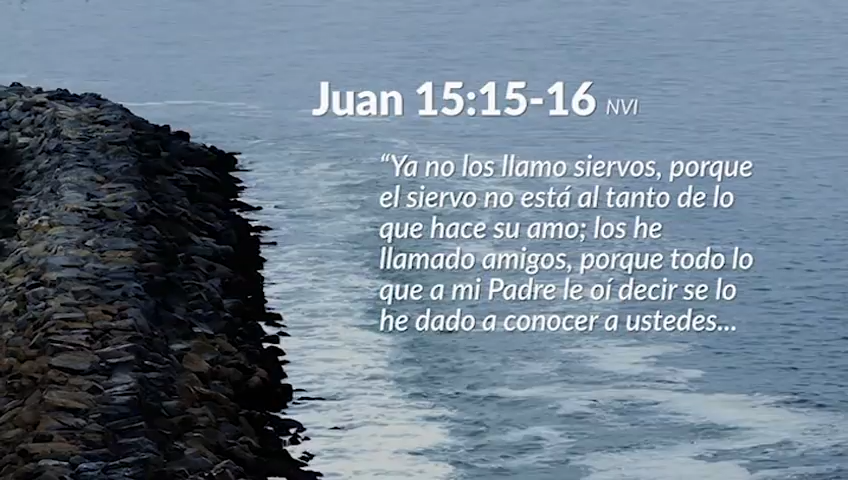 Juan 15:15-16 NVI
“Ya no los llamo siervos, porque
el siervo no está al tanto de lo
que hace su amo; los he
llamado amigos, porque todo lo
que a mi Padre le oí decir se lo
he dado a conocer a ustedes...